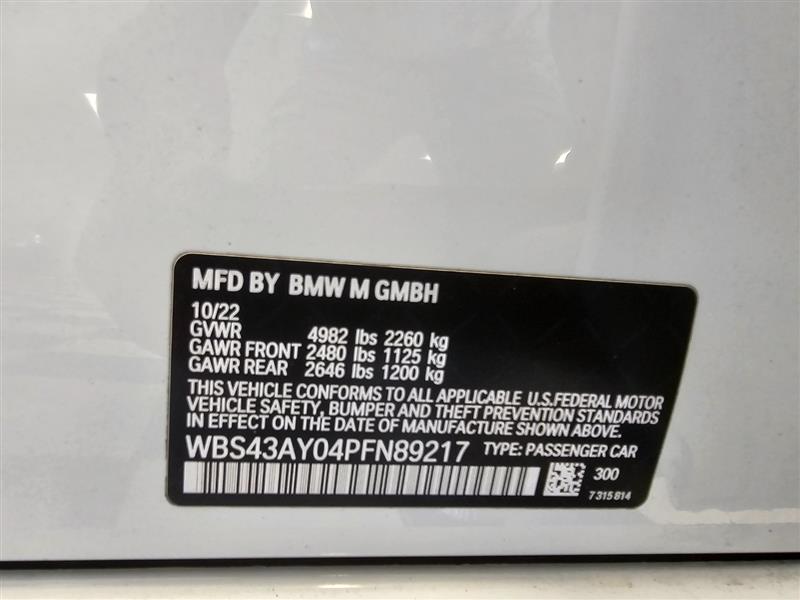 MFD BY BMW M GMBH
10/22
GVWR 4982 lbs 2260 kg
GAWR FRONT 2480 lbs 1125 kg
GAWR REAR 2646 lbs 1200 kg
THIS VEHICLE CONFORMS TO ALL APPLICABLE U.S.FEDERAL MOTOR
VEHICLE SAFETY, BUMPER AND THEFT PREVENTION STANDARDS
IN EFFECT ON THE DATE OF MANUFACTURE SHOWN ABOVE.
WBS43AY04PFN89217 TYPE: PASSENGER CAR
300
7 315 814